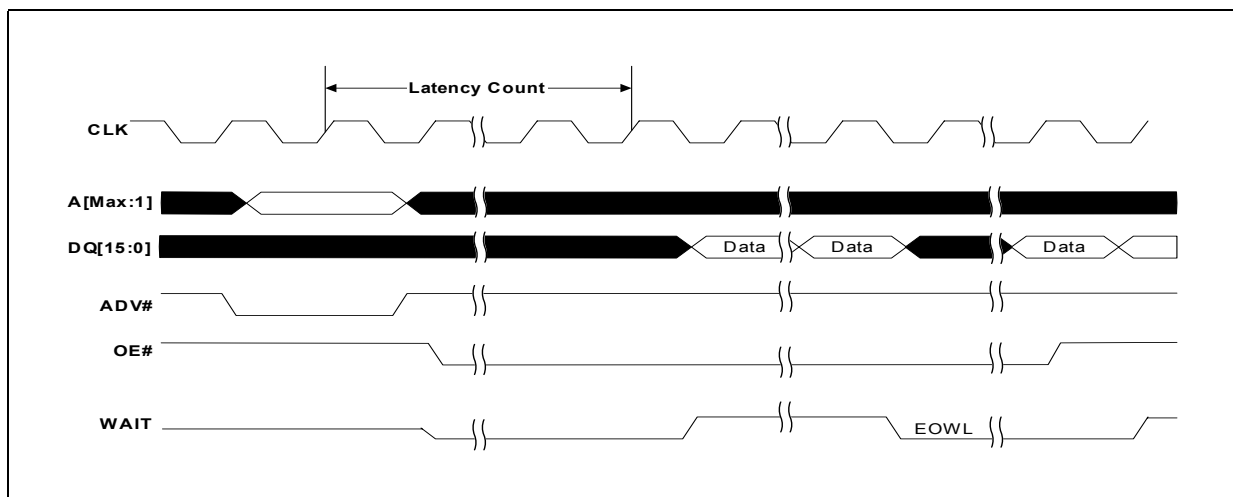 Latency Count
CLK
A[Max:1]
DQ[15:0] Data Data Data
ADV#
OE#
WAIT EOWL